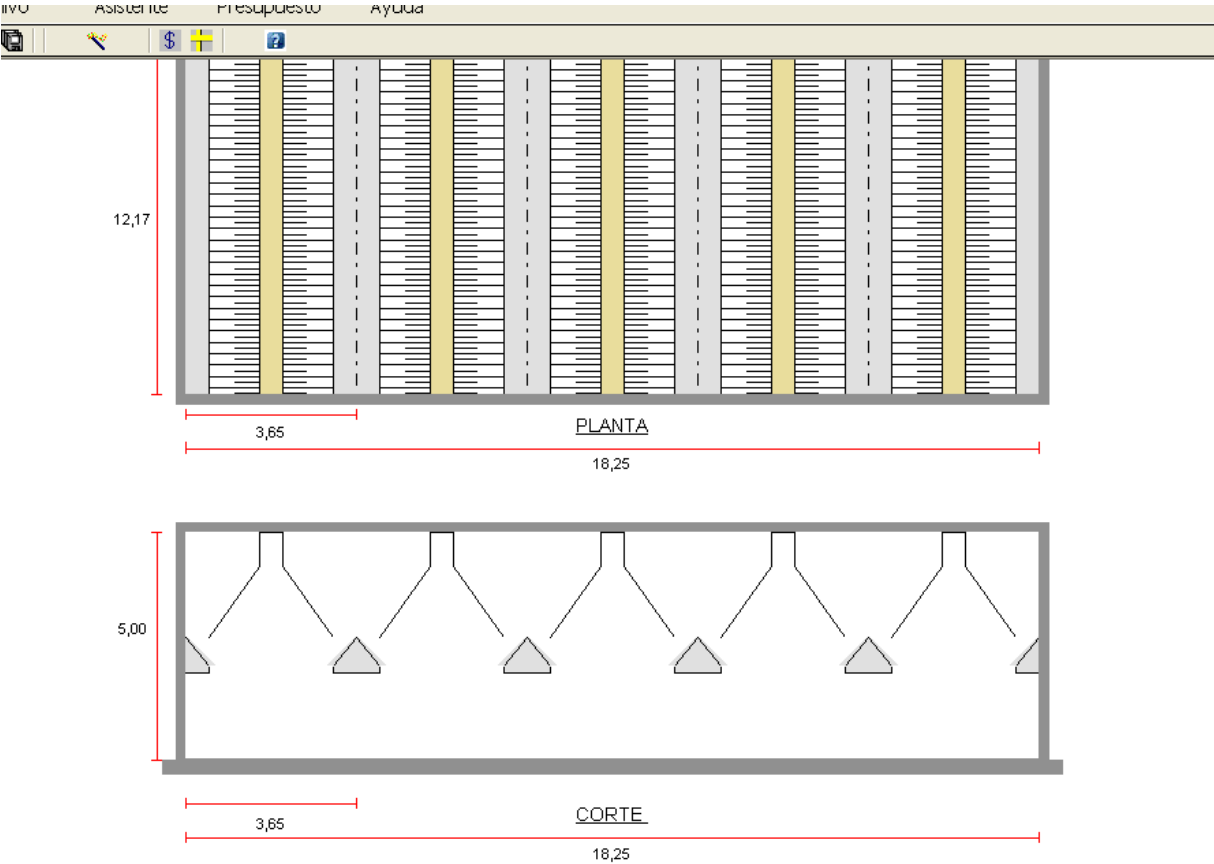 Asistente Presupuesto Ayuda
$ ?
12,17
3,65
PLANTA
18,25
5,00
3,65
CORTE
18,25